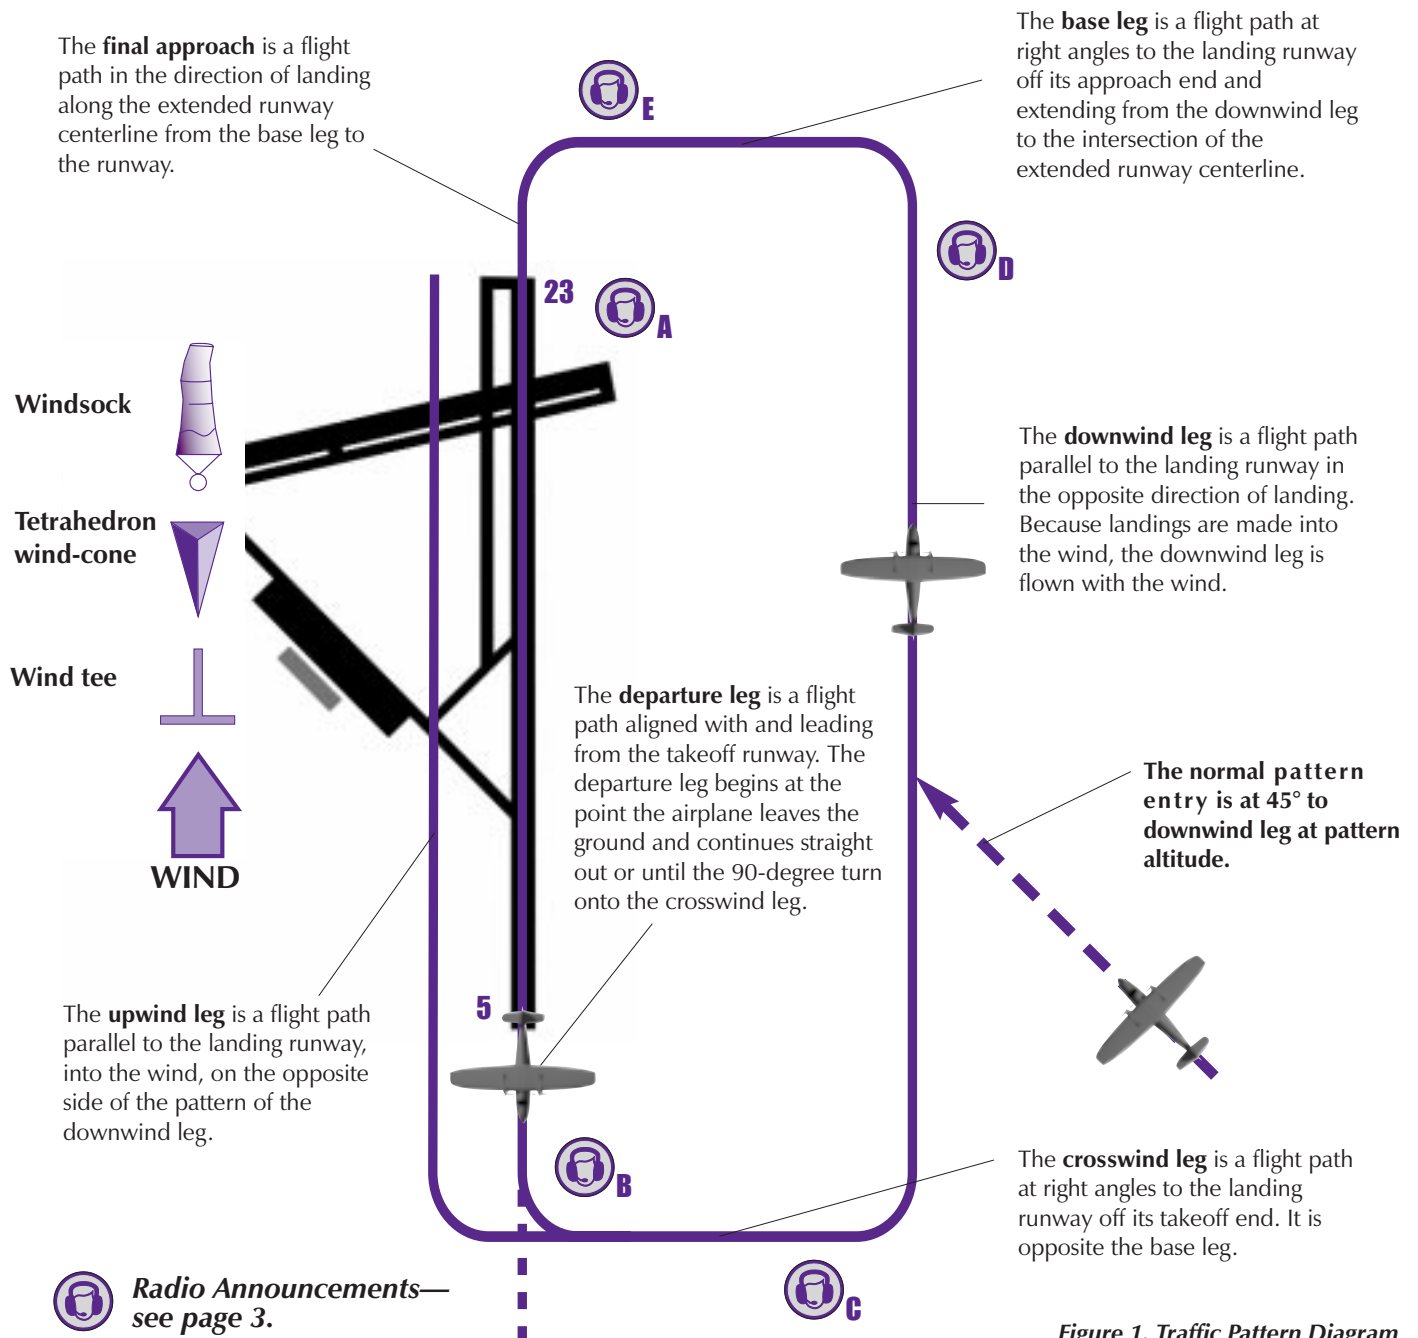 The final approach is a flight
path in the direction of landing
along the extended runway
centerline from the base leg to
the runway.
E
The base leg is a flight path at
right angles to the landing runway
off its approach end and
extending from the downwind leg
to the intersection of the
extended runway centerline.
D
23
A
Windsock
Tetrahedron
wind-cone
Wind tee
WIND
The downwind leg is a flight path
parallel to the landing runway in
the opposite direction of landing.
Because landings are made into
the wind, the downwind leg is
flown with the wind.
The departure leg is a flight
path aligned with and leading
from the takeoff runway. The
departure leg begins at the
point the airplane leaves the
ground and continues straight
out or until the 90-degree turn
onto the crosswind leg.
The normal pattern
entry is at 45° to
downwind leg at pattern
altitude.
5
The upwind leg is a flight path
parallel to the landing runway,
into the wind, on the opposite
side of the pattern of the
downwind leg.
B
The crosswind leg is a flight path
at right angles to the landing
runway off its takeoff end. It is
opposite the base leg.
Radio Announcements—
see page 3.
C
Figure 1. Traffic Pattern Diagram